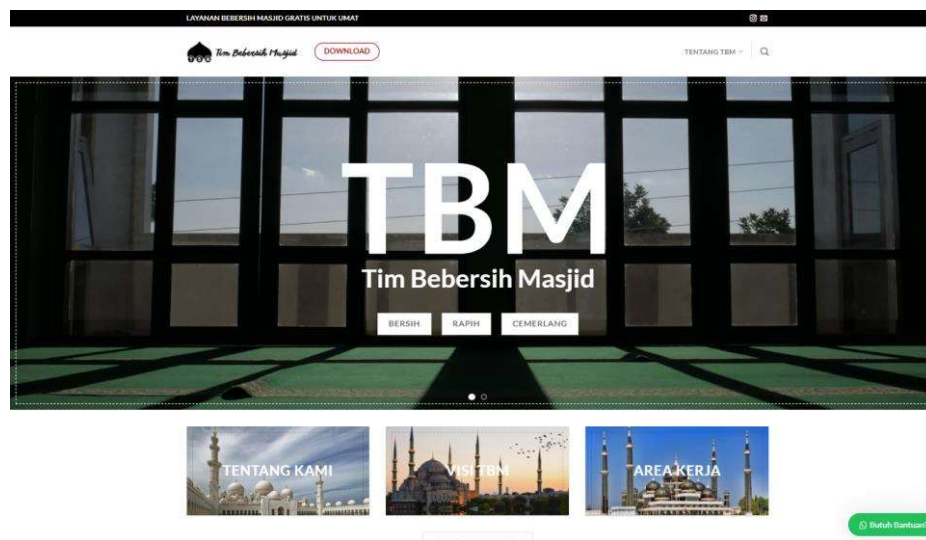 LAYANAN BEBERSIH MASJID GRATIS UNTUK UMAT
Tim Bebersih Masjid
DOWNLOAD
TENTANG TBM
TBM
Tim Bebersih Masjid
BERSIH
RAPIH
CEMERLANG
TENTANG KAMI
VISI TBM
AREA KERJA
Butuh Bantuan?